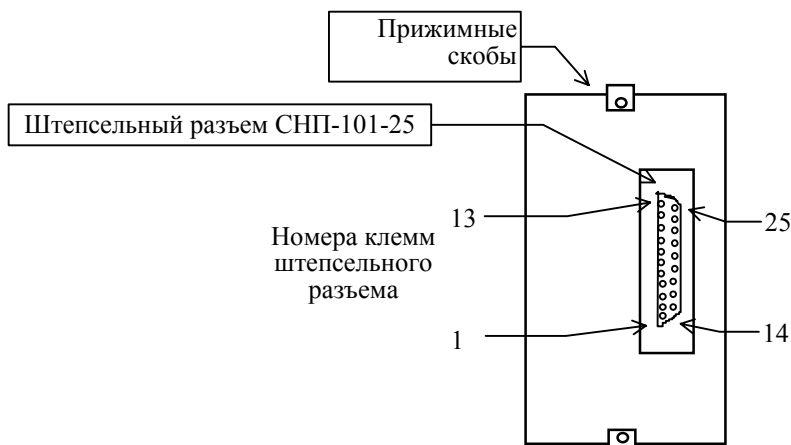 Прижимные
скобы
Штепсельный разъем СНП-101-25
13
25
Номера клемм
штепсельного
разъема
1
14